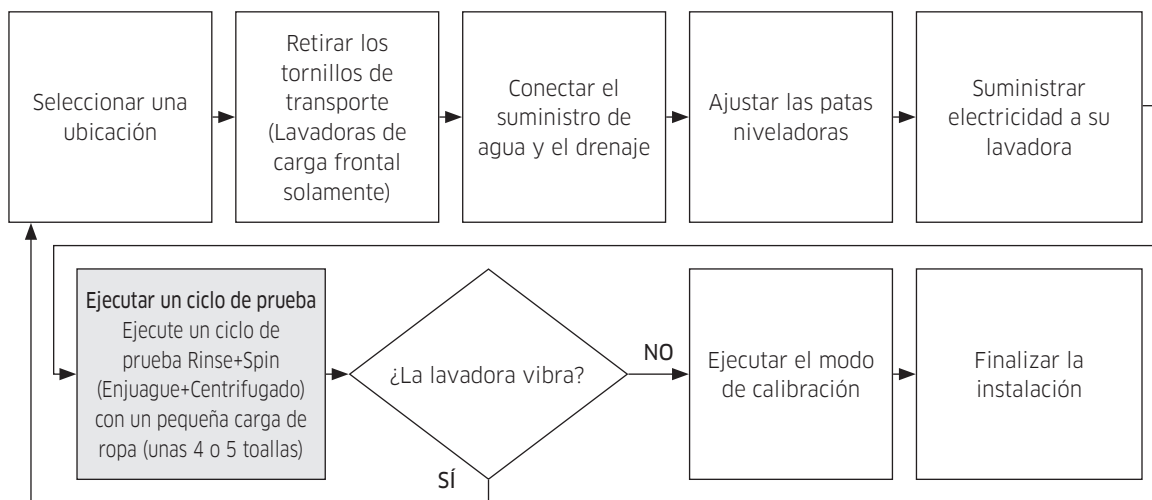 Seleccionar una
ubicación
Retirar los
tornillos de
transporte
(Lavadoras de
carga frontal
solamente)
Conectar el
suministro de
agua y el drenaje
Ajustar las patas
niveladoras
Suministrar
electricidad a su
lavadora
Ejecutar un ciclo de prueba
Ejecute un ciclo de
prueba Rinse+Spin
(Enjuague+Centrifugado)
con un pequeña carga de
ropa (unas 4 o 5 toallas)
¿La lavadora vibra?
NO
SÍ
Ejecutar el modo
de calibración
Finalizar la
instalación